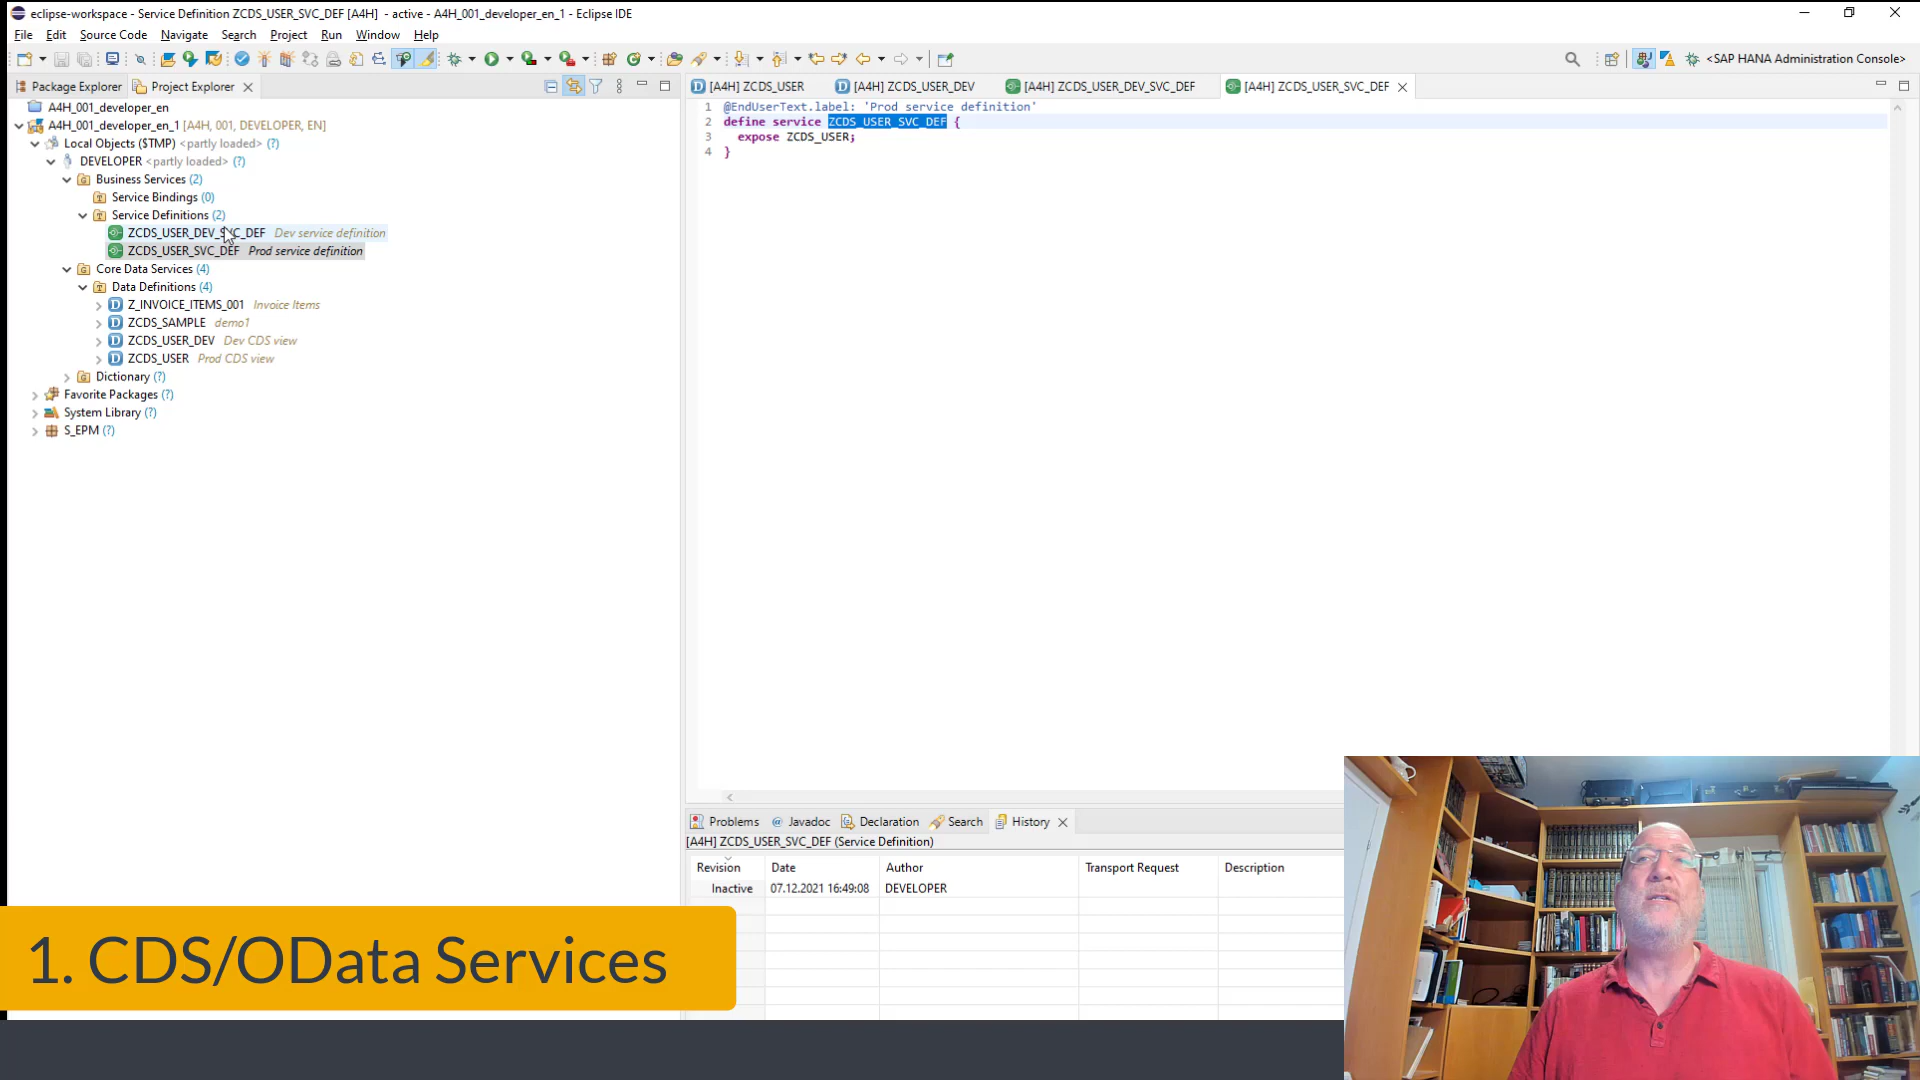 eclipse-workspace - Service Definition ZCDS_USER_SVC_DEF [A4H]  - active - A4H_001_developer_en_1 - Eclipse IDE
File Edit Source Code Navigate Search Project Run Window Help
<SAP HANA Administration Console>
Package Explorer Project Explorer
[A4H] ZCDS_USER [A4H] ZCDS_USER_DEV [A4H] ZCDS_USER_DEV_SVC_DEF [A4H] ZCDS_USER_SVC_DEF
A4H_001_developer_en
A4H_001_developer_en_1 [A4H, 001, DEVELOPER, EN]
Local Objects ($TMP) <partly loaded> (?)
DEVELOPER <partly loaded> (?)
Business Services (2)
Service Bindings (0)
Service Definitions (2)
ZCDS_USER_DEV_SVC_DEF Dev service definition
ZCDS_USER_SVC_DEF Prod service definition
Core Data Services (4)
Data Definitions (4)
Z_INVOICE_ITEMS_001 Invoice Items
ZCDS_SAMPLE demo1
ZCDS_USER_DEV Dev CDS view
ZCDS_USER Prod CDS view
Dictionary (?)
Favorite Packages (?)
System Library (?)
S_EPM (?)
1 @EndUserText.label: 'Prod service definition'
2 define service ZCDS_USER_SVC_DEF {
3 expose ZCDS_USER;
4 }
Problems Javadoc Declaration Search History
[A4H] ZCDS_USER_SVC_DEF (Service Definition)
Revision Date Author Transport Request Description
Inactive 07.12.2021 16:49:08 DEVELOPER
1. CDS/OData Services